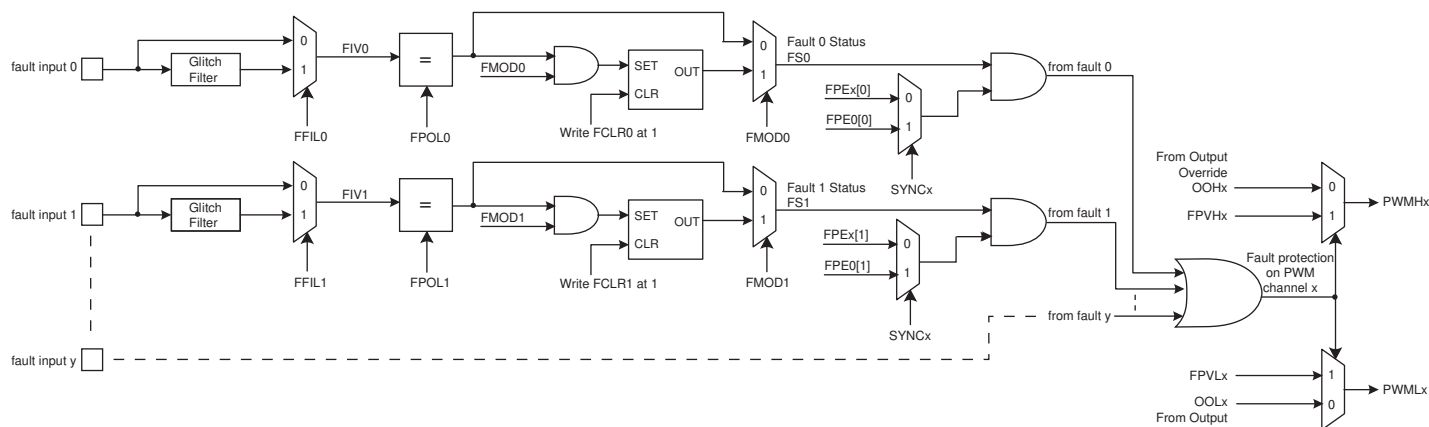 fault input 0
Glitch
Filter
0
1
FFIL0
FIV0
=
FPOL0
FMOD0
SET
OUT
CLR
Write FCLR0 at 1
0
1
FMOD0
Fault 0 Status
FS0
FPEx[0]
FPE0[0]
0
1
SYNCx
from fault 0
fault input 1
Glitch
Filter
0
1
FFIL1
FIV1
=
FPOL1
FMOD1
SET
OUT
CLR
Write FCLR1 at 1
0
1
FMOD1
Fault 1 Status
FS1
FPEx[1]
FPE0[1]
0
1
SYNCx
from fault 1
fault input y
from fault y
Fault protection
on PWM
channel x
From Output
Override
OOHx
FPVHx
0
1
PWMHx
FPVLx
OOLx
From Output
1
0
PWMLx